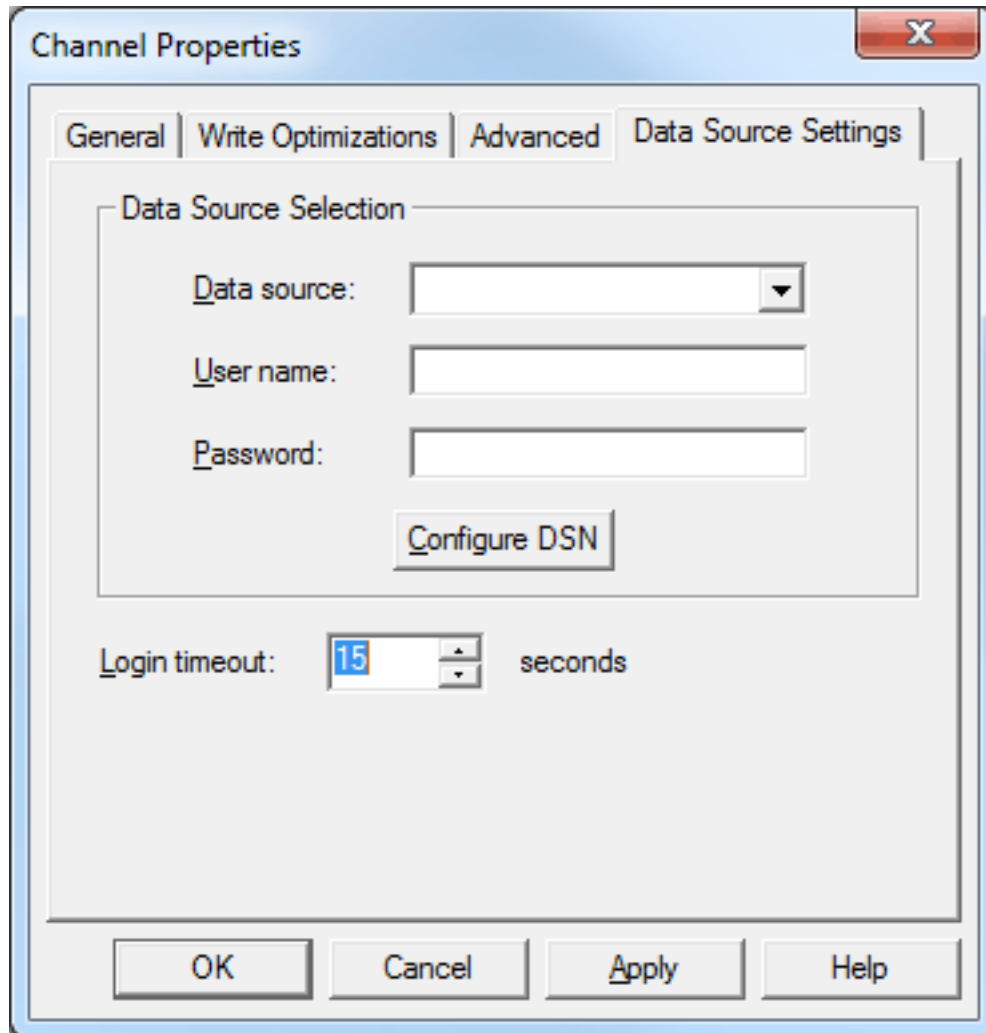 Channel Properties
General Write Optimizations Advanced Data Source Settings
Data Source Selection
Data source:
User name:
Password:
Configure DSN
Login timeout: 15 seconds
OK Cancel Apply Help